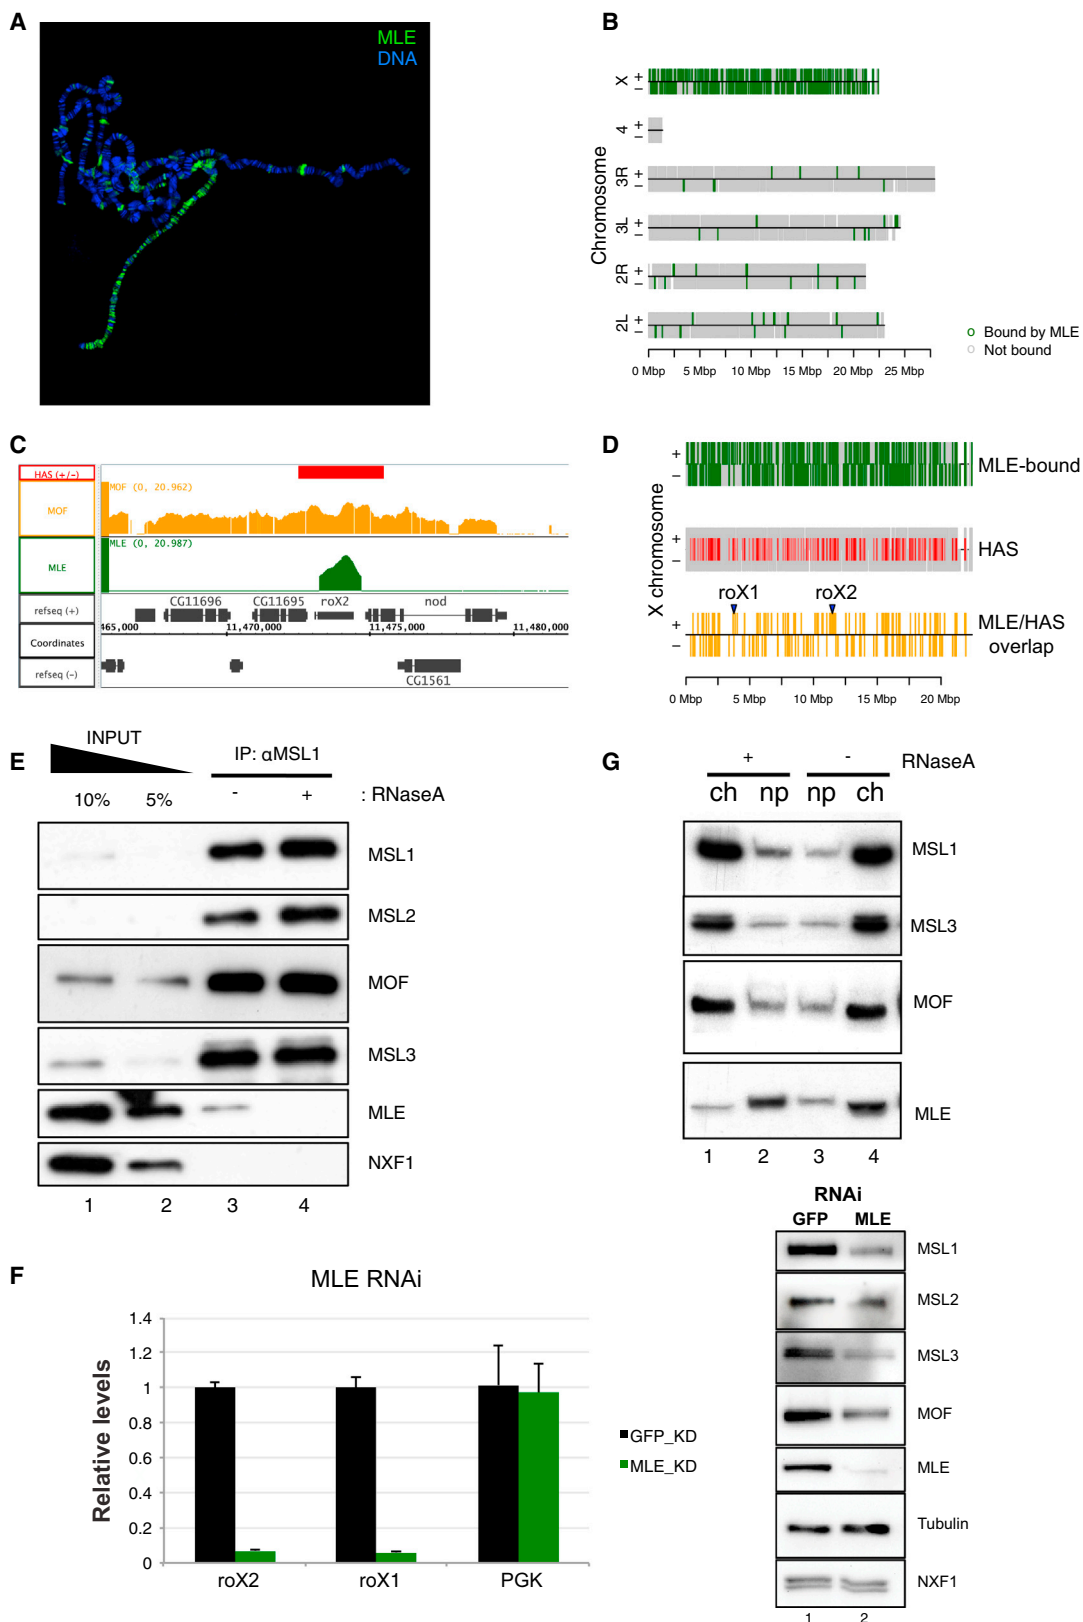 A
MLE
DNA
B
Chromosome
X
+
−
4
+
−
3R
+
−
3L
+
−
2R
+
−
2L
+
−
0 Mbp
5 Mbp
10 Mbp
15 Mbp
20 Mbp
25 Mbp
Bound by MLE
Not bound
C
HAS (+/−)
MOF
MOF (0, 20.962)
MLE
MLE (0, 20.987)
refseq (+)
CG11696
CG11695
roX2
nod
Coordinates
465,000
11,470,000
11,475,000
11,480,000
refseq (-)
CG1561
D
X chromosome
+
−
MLE-bound
+
−
HAS
roX1
roX2
+
−
MLE/HAS
overlap
0 Mbp
5 Mbp
10 Mbp
15 Mbp
20 Mbp
E
INPUT
IP: αMSL1
10%
5%
-
+
: RNaseA
MSL1
MSL2
MOF
MSL3
MLE
NXF1
1
2
3
4
G
+
-
RNaseA
ch
np
np
ch
MSL1
MSL3
MOF
MLE
1
2
3
4
F
MLE RNAi
Relative levels
1.4
1.2
1
0.8
0.6
0.4
0.2
0
roX2
roX1
PGK
GFP_KD
MLE_KD
RNAi
GFP
MLE
MSL1
MSL2
MSL3
MOF
MLE
Tubulin
NXF1
1
2